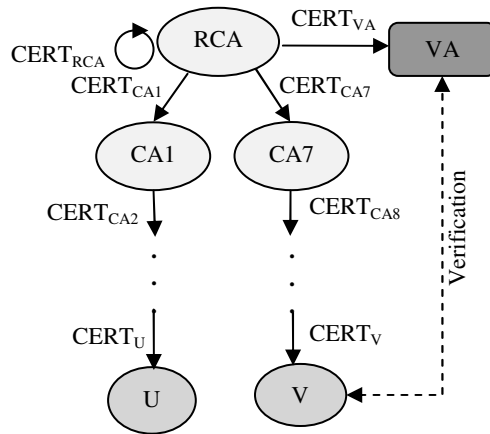 RCA
CERT_VA
VA
CERT_RCA
CERT_CA1
CERT_CA7
CA1
CA7
CERT_CA2
CERT_CA8
Verification
CERT_U
CERT_V
U
V